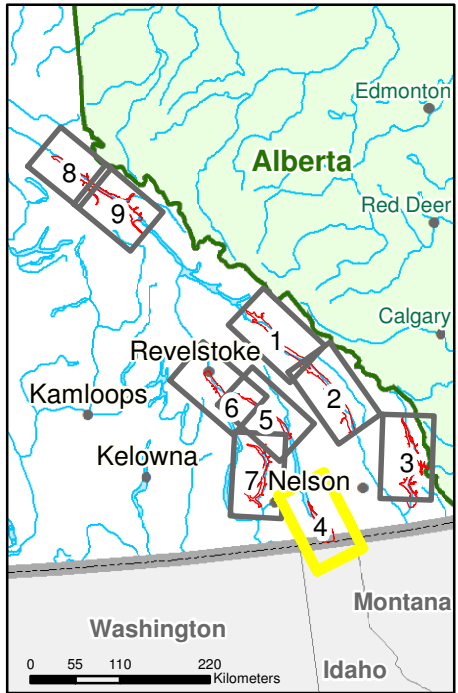 Edmonton
Alberta
8
9
Red Deer
Calgary
1
Revelstoke
2
Kamloops
6
5
Kelowna
3
7
Nelson
4
Montana
Washington
Idaho
0 55 110 220
Kilometers